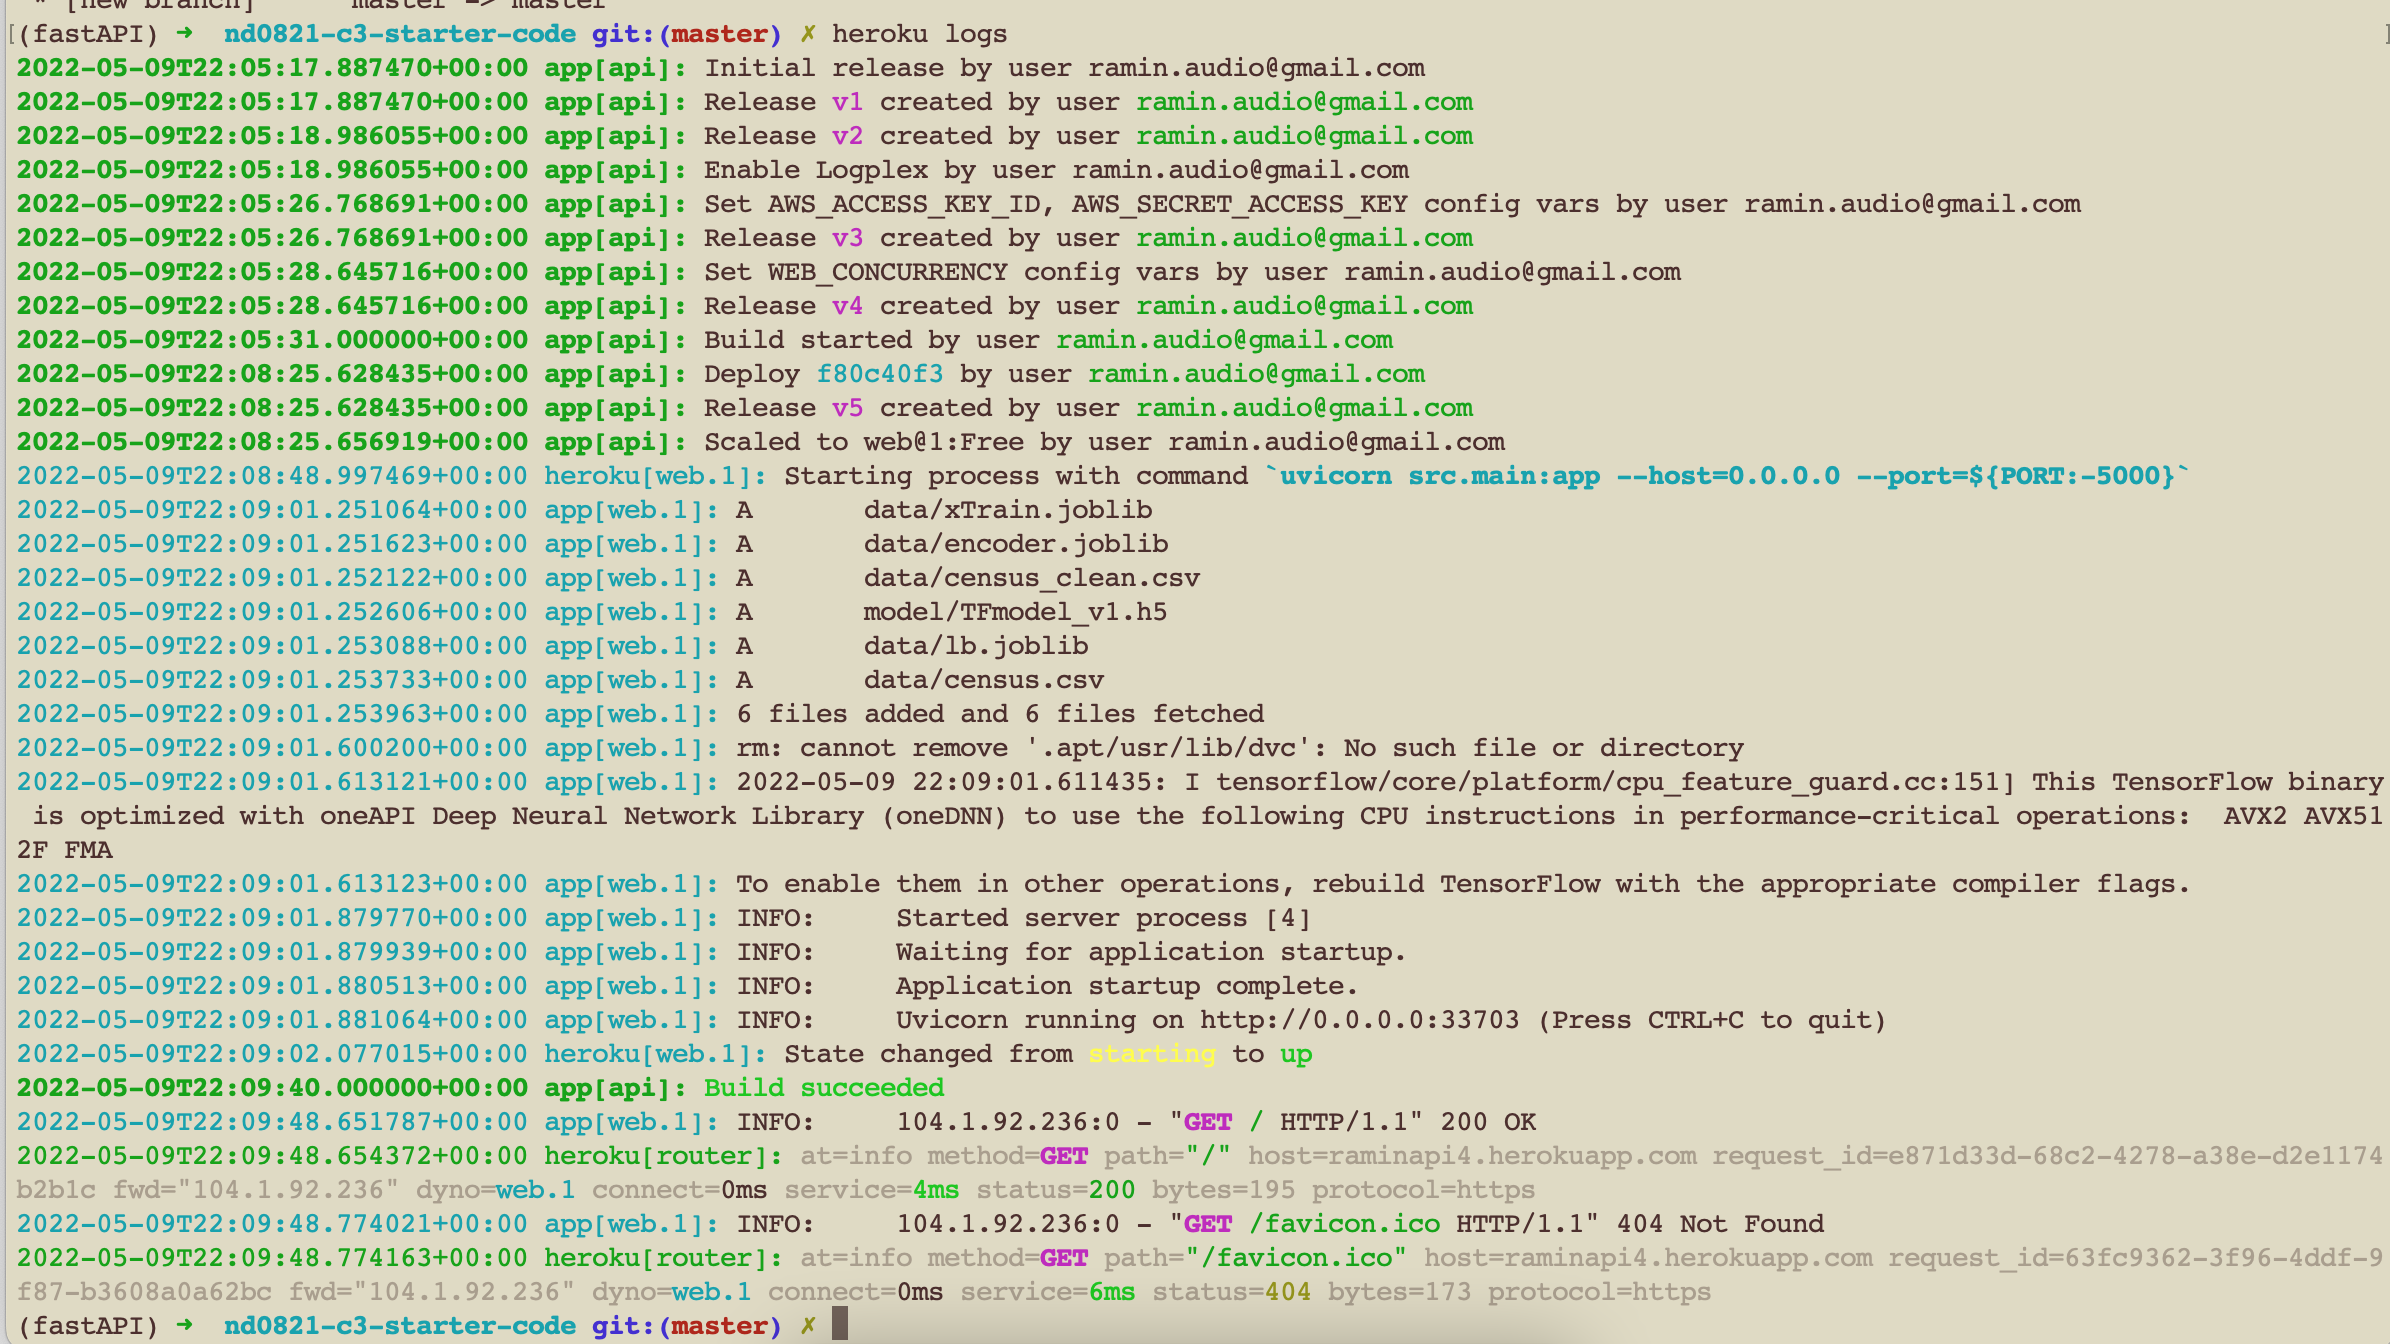 * [new branch]      master -> master
[(fastAPI) ➜  nd0821-c3-starter-code git:(master) ✗ heroku logs ]
2022-05-09T22:05:17.887470+00:00 app[api]: Initial release by user ramin.audio@gmail.com
2022-05-09T22:05:17.887470+00:00 app[api]: Release v1 created by user ramin.audio@gmail.com
2022-05-09T22:05:18.986055+00:00 app[api]: Release v2 created by user ramin.audio@gmail.com
2022-05-09T22:05:18.986055+00:00 app[api]: Enable Logplex by user ramin.audio@gmail.com
2022-05-09T22:05:26.768691+00:00 app[api]: Set AWS_ACCESS_KEY_ID, AWS_SECRET_ACCESS_KEY config vars by user ramin.audio@gmail.com
2022-05-09T22:05:26.768691+00:00 app[api]: Release v3 created by user ramin.audio@gmail.com
2022-05-09T22:05:28.645716+00:00 app[api]: Set WEB_CONCURRENCY config vars by user ramin.audio@gmail.com
2022-05-09T22:05:28.645716+00:00 app[api]: Release v4 created by user ramin.audio@gmail.com
2022-05-09T22:05:31.000000+00:00 app[api]: Build started by user ramin.audio@gmail.com
2022-05-09T22:08:25.628435+00:00 app[api]: Deploy f80c40f3 by user ramin.audio@gmail.com
2022-05-09T22:08:25.628435+00:00 app[api]: Release v5 created by user ramin.audio@gmail.com
2022-05-09T22:08:25.656919+00:00 app[api]: Scaled to web@1:Free by user ramin.audio@gmail.com
2022-05-09T22:08:48.997469+00:00 heroku[web.1]: Starting process with command `uvicorn src.main:app --host=0.0.0.0 --port=${PORT:-5000}`
2022-05-09T22:09:01.251064+00:00 app[web.1]: A       data/xTrain.joblib
2022-05-09T22:09:01.251623+00:00 app[web.1]: A       data/encoder.joblib
2022-05-09T22:09:01.252122+00:00 app[web.1]: A       data/census_clean.csv
2022-05-09T22:09:01.252606+00:00 app[web.1]: A       model/TFmodel_v1.h5
2022-05-09T22:09:01.253088+00:00 app[web.1]: A       data/lb.joblib
2022-05-09T22:09:01.253733+00:00 app[web.1]: A       data/census.csv
2022-05-09T22:09:01.253963+00:00 app[web.1]: 6 files added and 6 files fetched
2022-05-09T22:09:01.600200+00:00 app[web.1]: rm: cannot remove '.apt/usr/lib/dvc': No such file or directory
2022-05-09T22:09:01.613121+00:00 app[web.1]: 2022-05-09 22:09:01.611435: I tensorflow/core/platform/cpu_feature_guard.cc:151] This TensorFlow binary
is optimized with oneAPI Deep Neural Network Library (oneDNN) to use the following CPU instructions in performance-critical operations:  AVX2 AVX51
2F FMA
2022-05-09T22:09:01.613123+00:00 app[web.1]: To enable them in other operations, rebuild TensorFlow with the appropriate compiler flags.
2022-05-09T22:09:01.879770+00:00 app[web.1]: INFO:     Started server process [4]
2022-05-09T22:09:01.879939+00:00 app[web.1]: INFO:     Waiting for application startup.
2022-05-09T22:09:01.880513+00:00 app[web.1]: INFO:     Application startup complete.
2022-05-09T22:09:01.881064+00:00 app[web.1]: INFO:     Uvicorn running on http://0.0.0.0:33703 (Press CTRL+C to quit)
2022-05-09T22:09:02.077015+00:00 heroku[web.1]: State changed from starting to up
2022-05-09T22:09:40.000000+00:00 app[api]: Build succeeded
2022-05-09T22:09:48.651787+00:00 app[web.1]: INFO:     104.1.92.236:0 - "GET / HTTP/1.1" 200 OK
2022-05-09T22:09:48.654372+00:00 heroku[router]: at=info method=GET path="/" host=raminapi4.herokuapp.com request_id=e871d33d-68c2-4278-a38e-d2e1174
b2b1c fwd="104.1.92.236" dyno=web.1 connect=0ms service=4ms status=200 bytes=195 protocol=https
2022-05-09T22:09:48.774021+00:00 app[web.1]: INFO:     104.1.92.236:0 - "GET /favicon.ico HTTP/1.1" 404 Not Found
2022-05-09T22:09:48.774163+00:00 heroku[router]: at=info method=GET path="/favicon.ico" host=raminapi4.herokuapp.com request_id=63fc9362-3f96-4ddf-9
f87-b3608a0a62bc fwd="104.1.92.236" dyno=web.1 connect=0ms service=6ms status=404 bytes=173 protocol=https
(fastAPI) ➜  nd0821-c3-starter-code git:(master) ✗